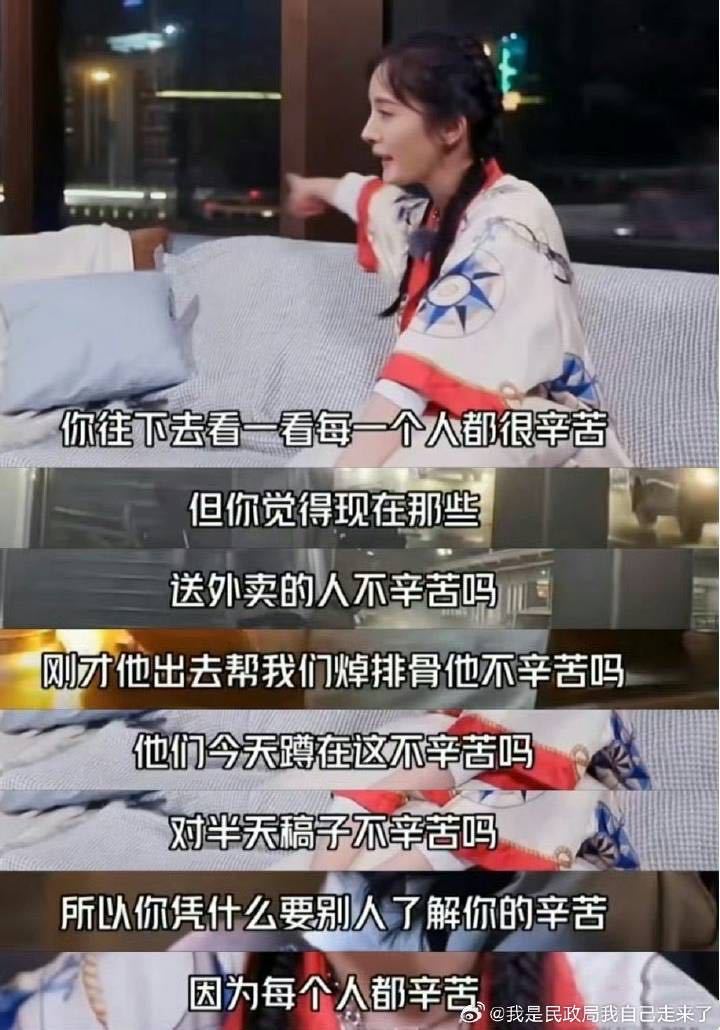 你往下去看一看每一个人都很辛苦
但你觉得现在那些
送外卖的人不辛苦吗
刚才他出去帮我们焯排骨他不辛苦吗
他们今天蹲在这不辛苦吗
对半天稿子不辛苦吗
所以你凭什么要别人了解你的辛苦
因为每个人都辛苦
@我是民政局我自己走来了